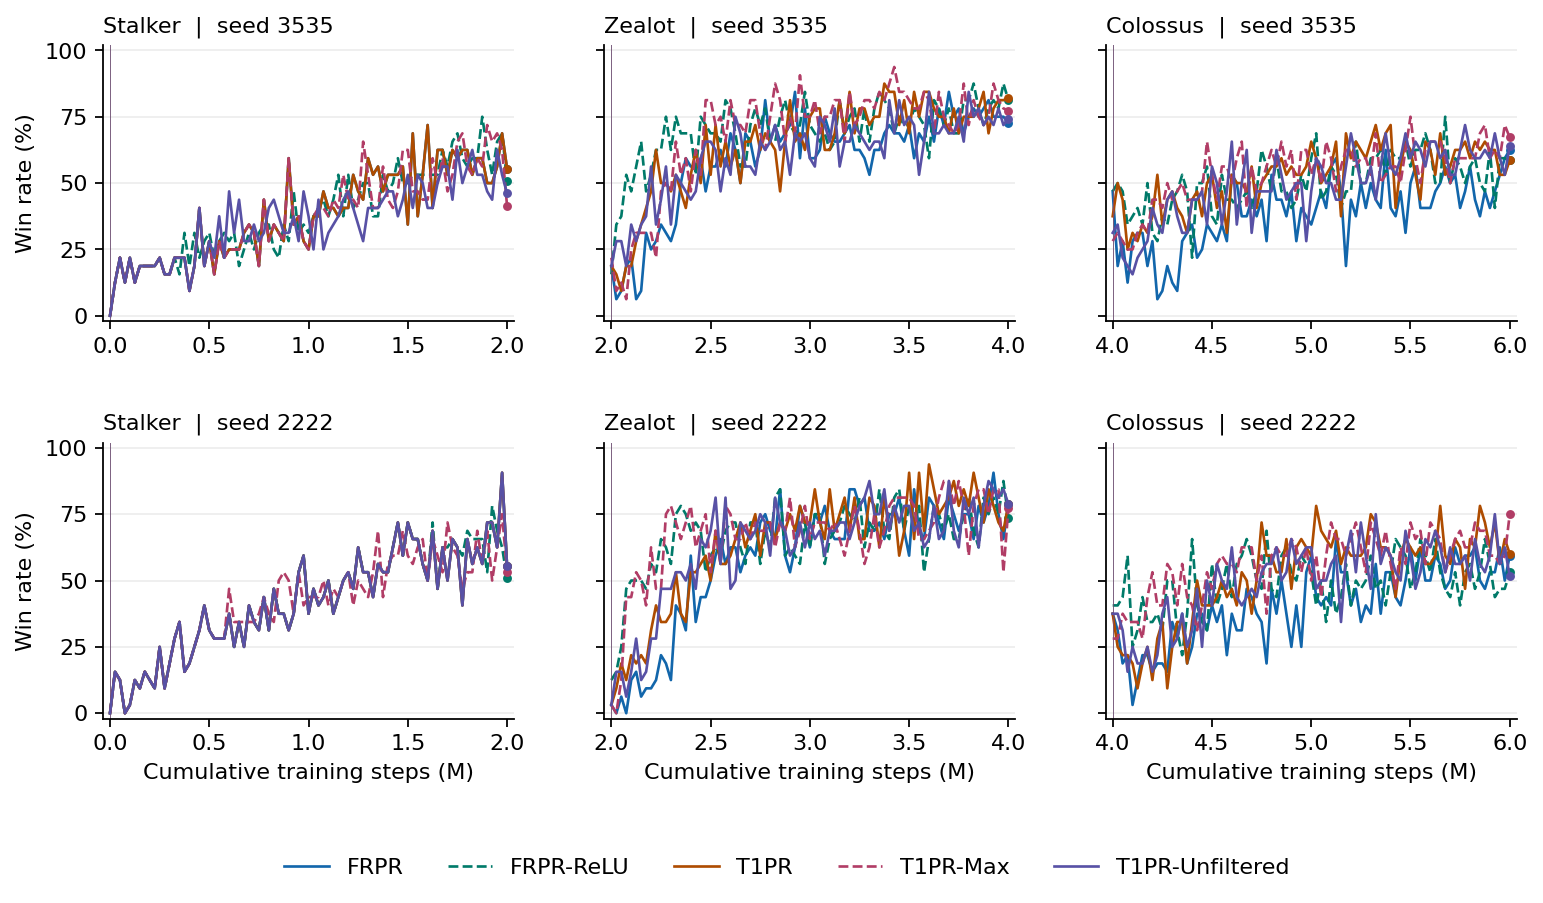 Stalker | seed 3535
Zealot | seed 3535
Colossus | seed 3535
Win rate (%)
100
75
50
25
0
0.0 0.5 1.0 1.5 2.0
2.0 2.5 3.0 3.5 4.0
4.0 4.5 5.0 5.5 6.0
Stalker | seed 2222
Zealot | seed 2222
Colossus | seed 2222
Win rate (%)
100
75
50
25
0
0.0 0.5 1.0 1.5 2.0
2.0 2.5 3.0 3.5 4.0
4.0 4.5 5.0 5.5 6.0
Cumulative training steps (M)
Cumulative training steps (M)
Cumulative training steps (M)
FRPR FRPR-ReLU T1PR T1PR-Max T1PR-Unfiltered